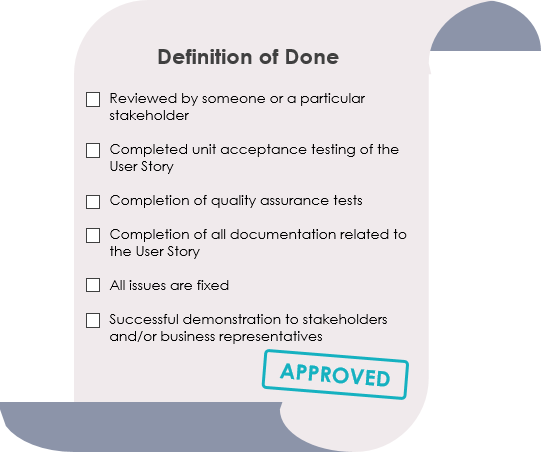 Definition of Done
Reviewed by someone or a particular
stakeholder
Completed unit acceptance testing of the
User Story
Completion of quality assurance tests
Completion of all documentation related to
the User Story
All issues are fixed
Successful demonstration to stakeholders
and/or business representatives
APPROVED